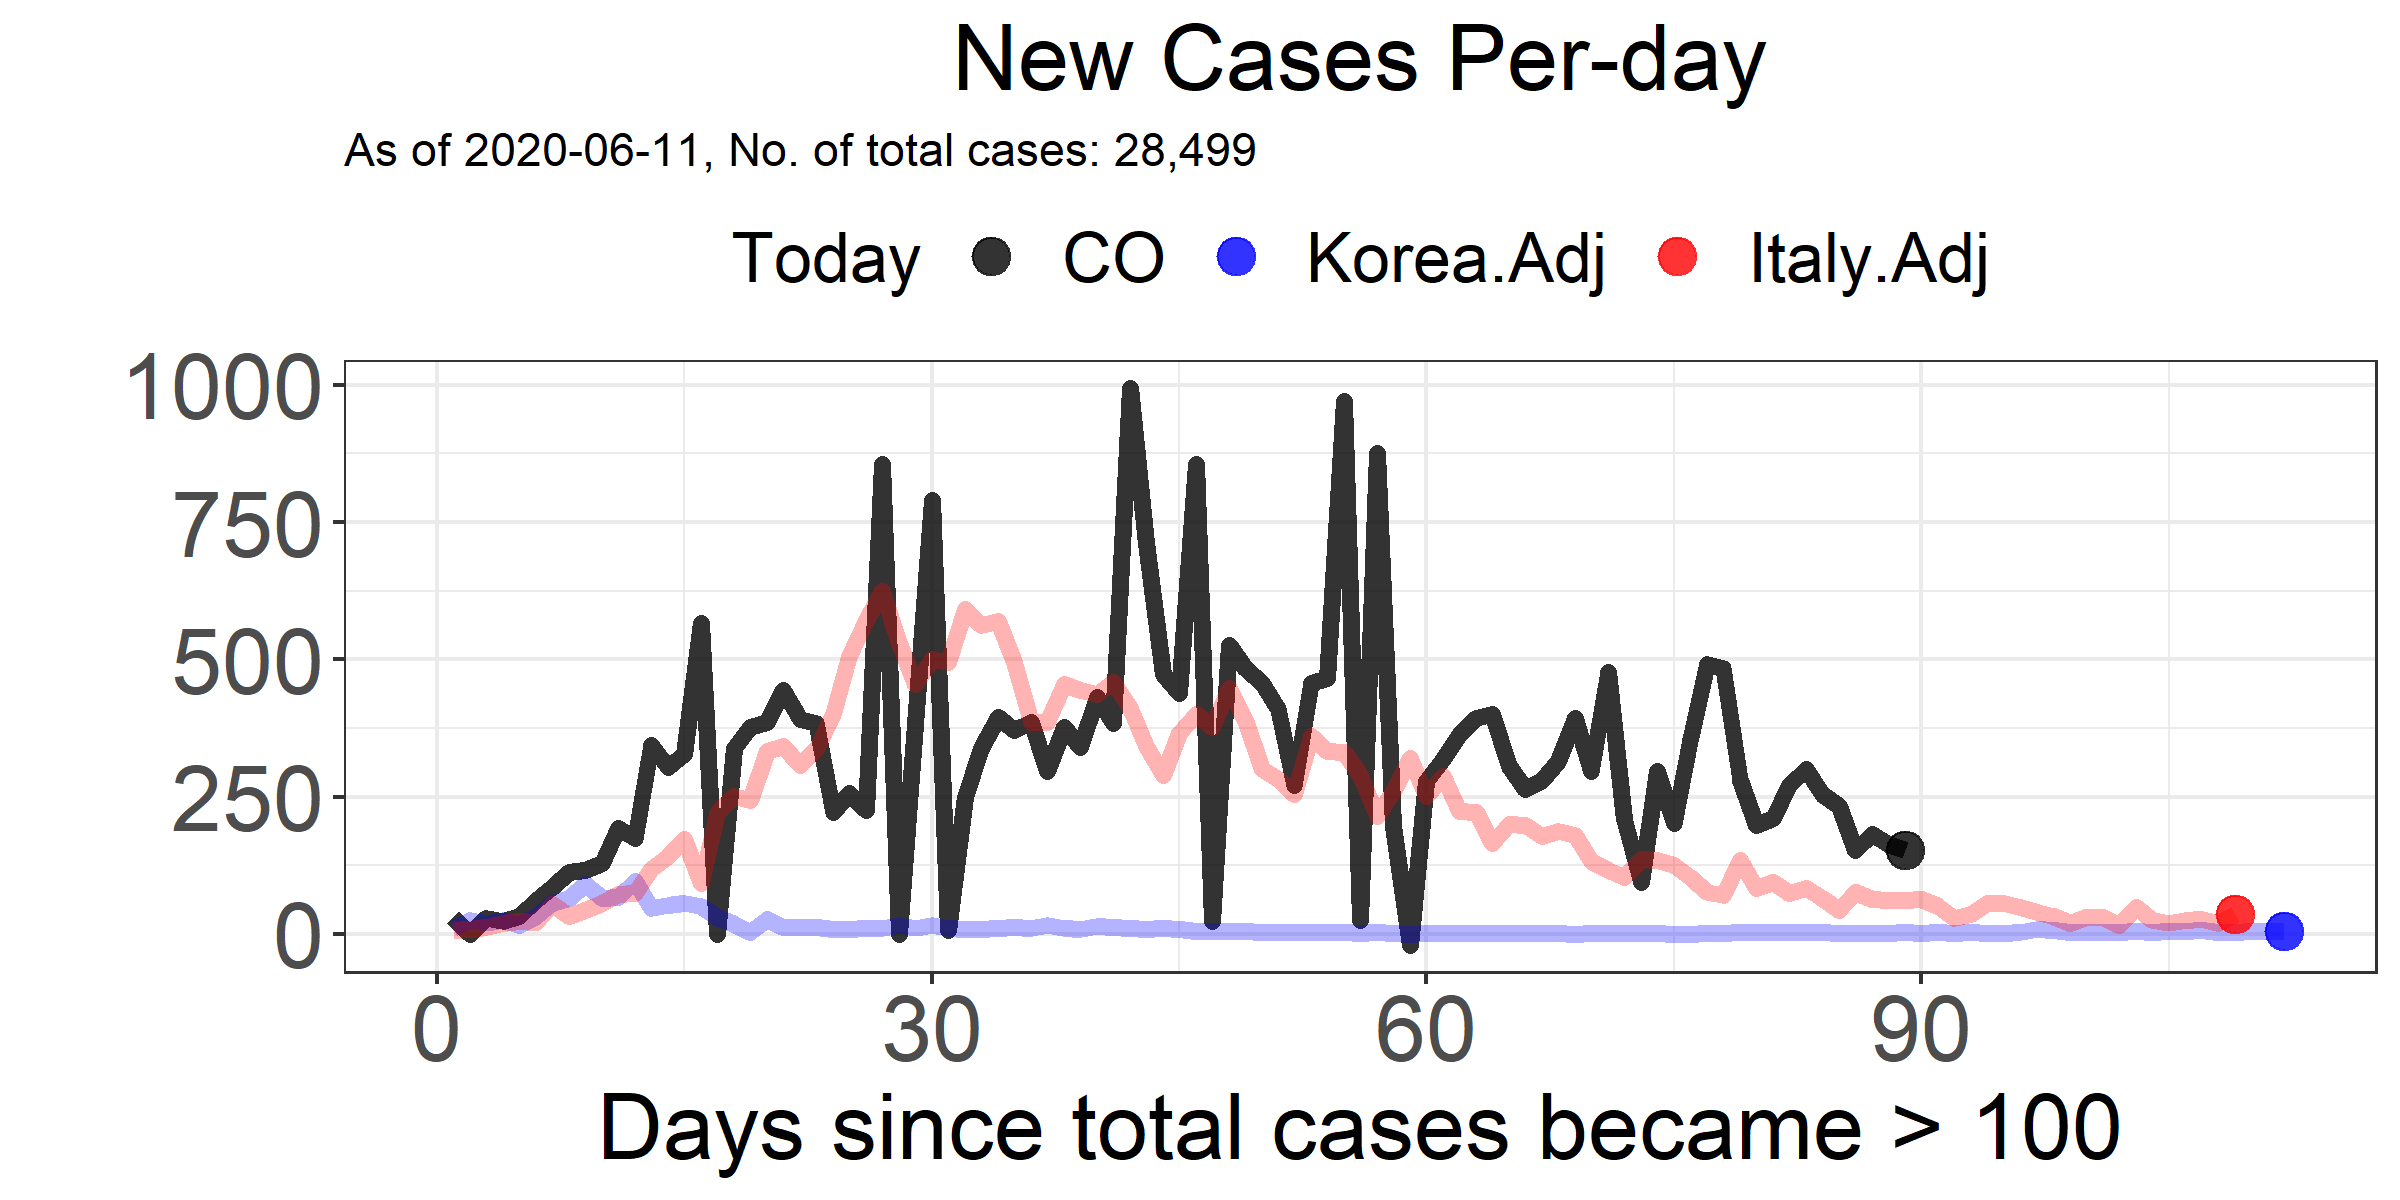 New Cases Per-day
As of 2020-06-11, No. of total cases: 28,499
Today CO Korea.Adj Italy.Adj
1000
750
500
250
0
0 30 60 90
Days since total cases became > 100